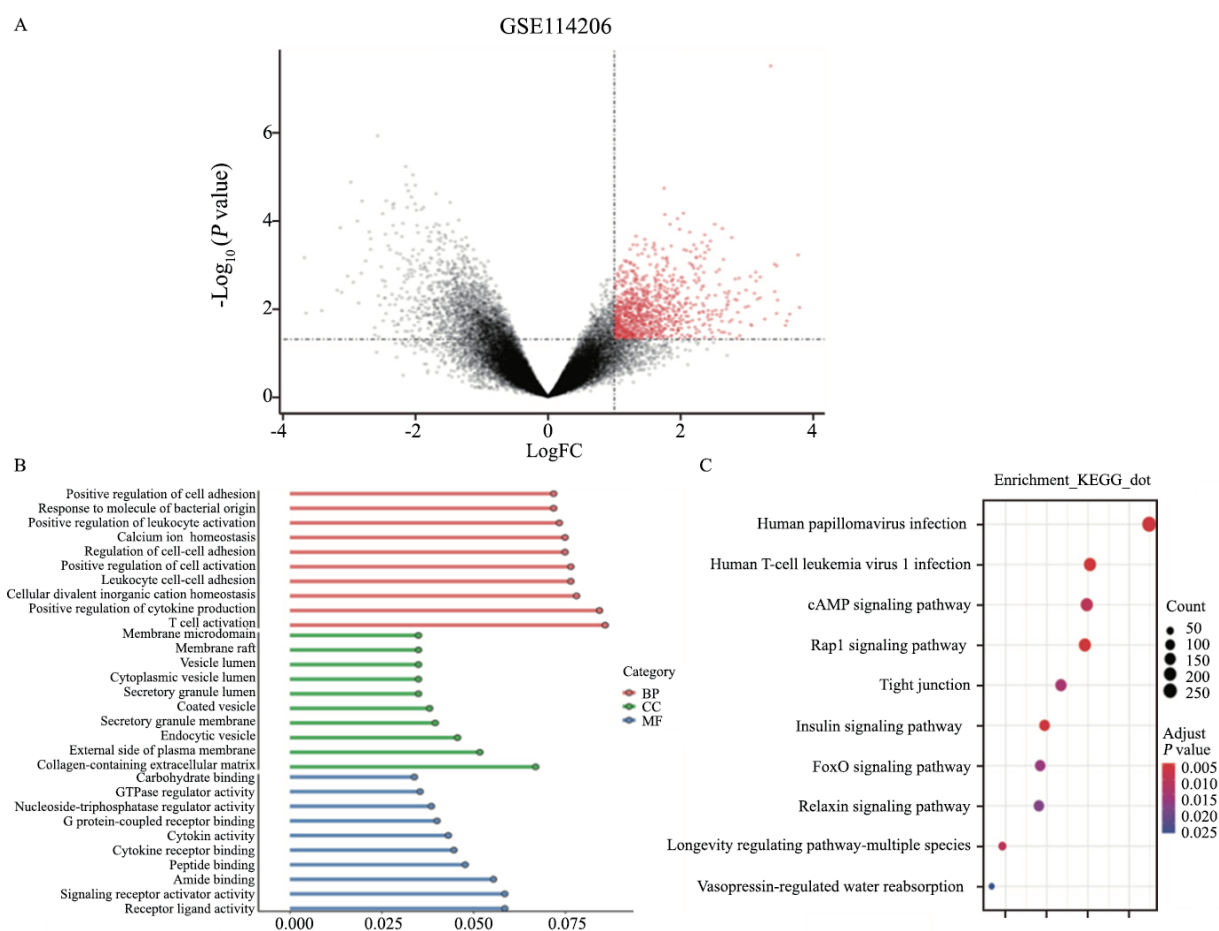 A
GSE114206
-Log10 (P value)
6
4
2
0
-4
-2
0
2
4
LogFC
B
Positive regulation of cell adhesion
Response to molecule of bacterial origin
Positive regulation of leukocyte activation
Calcium ion homeostasis
Regulation of cell-cell adhesion
Positive regulation of cell activation
Leukocyte cell-cell adhesion
Cellular divalent inorganic cation homeostasis
Positive regulation of cytokine production
T cell activation
Membrane microdomain
Membrane raft
Vesicle lumen
Cytoplasmic vesicle lumen
Secretory granule lumen
Coated vesicle
Secretory granule membrane
Endocytic vesicle
External side of plasma membrane
Collagen-containing extracellular matrix
Carbohydrate binding
GTPase regulator activity
Nucleoside-triphosphatase regulator activity
G protein-coupled receptor binding
Cytokin activity
Cytokine receptor binding
Peptide binding
Amide binding
Signaling receptor activator activity
Receptor ligand activity
0.000
0.025
0.050
0.075
Category
BP
CC
MF
C
Enrichment_KEGG_dot
Human papillomavirus infection
Human T-cell leukemia virus 1 infection
cAMP signaling pathway
Rap1 signaling pathway
Tight junction
Insulin signaling pathway
FoxO signaling pathway
Relaxin signaling pathway
Longevity regulating pathway-multiple species
Vasopressin-regulated water reabsorption
Count
50
100
150
200
250
Adjust
P value
0.005
0.010
0.015
0.020
0.025